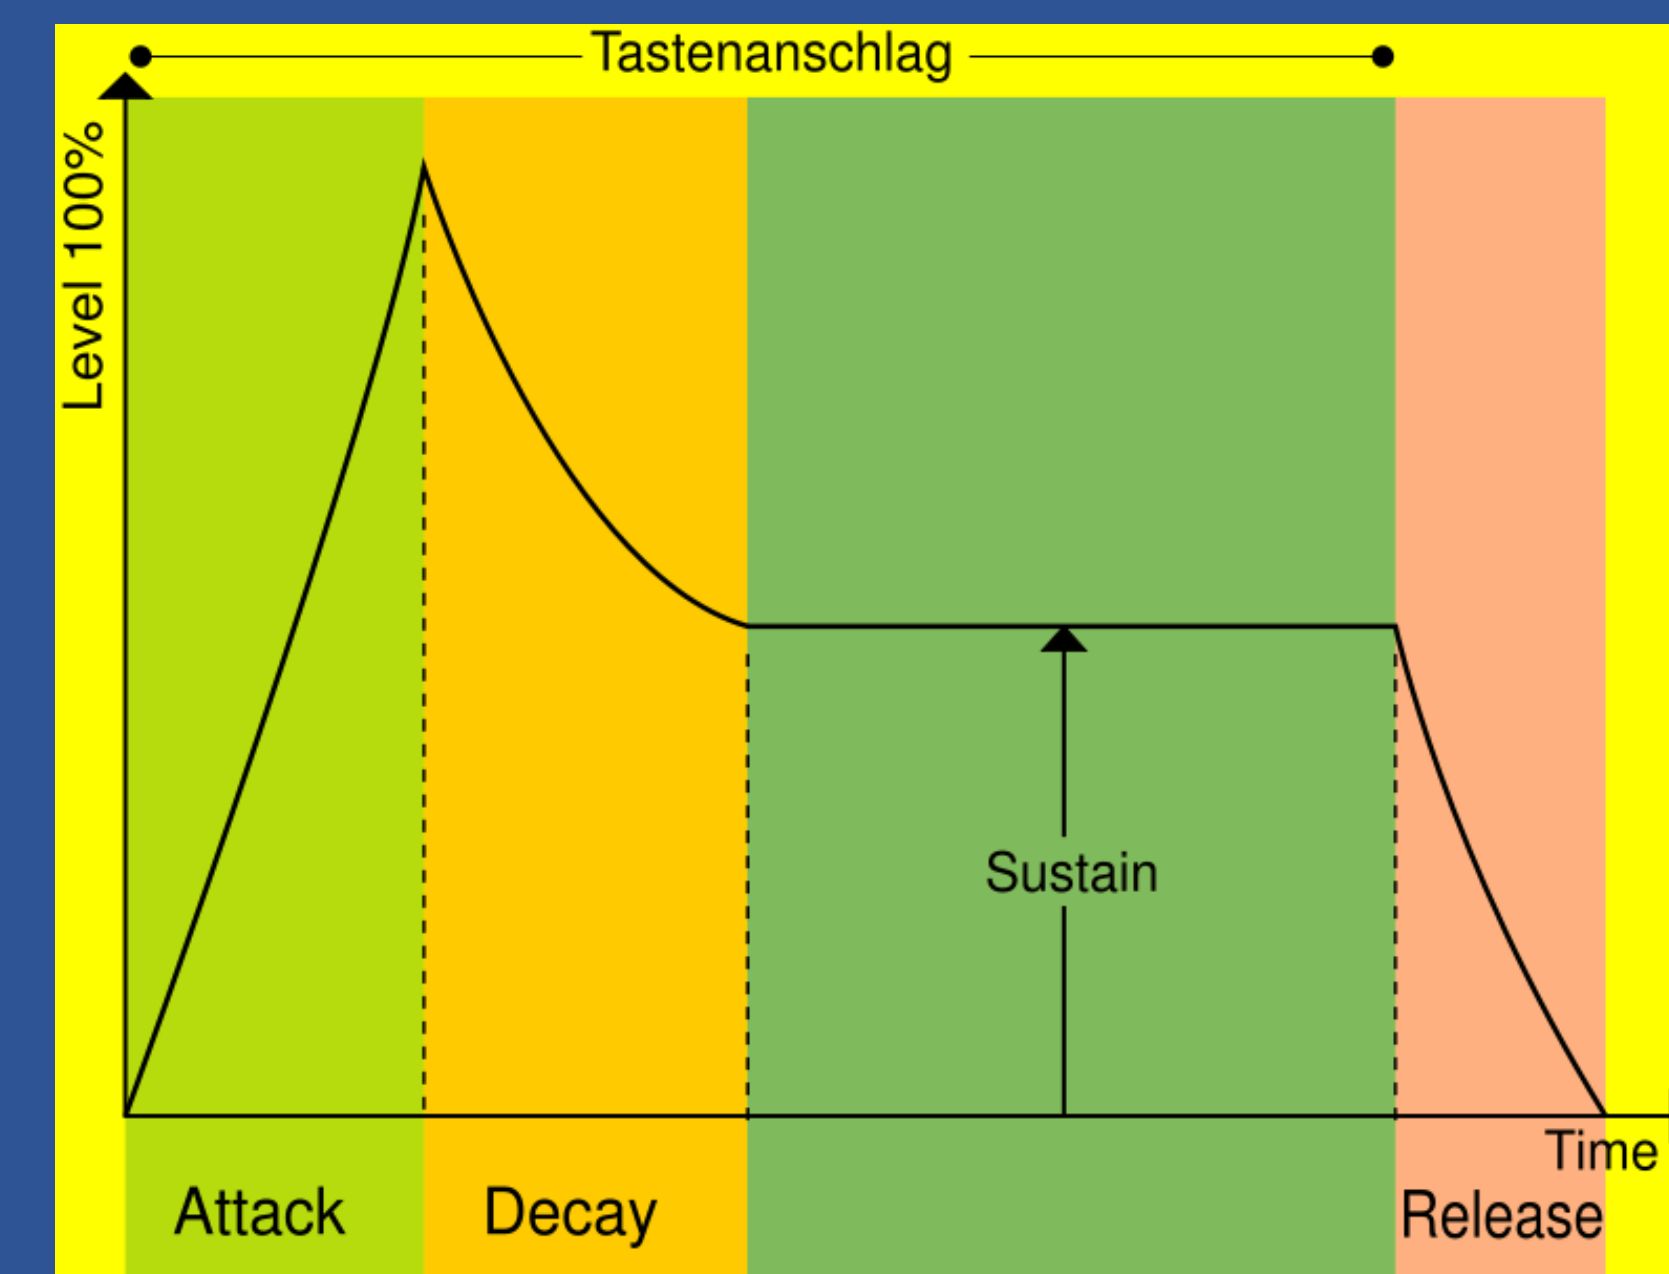 Tastenanschlag
Level 100%
Sustain
Time
Attack
Decay
Release